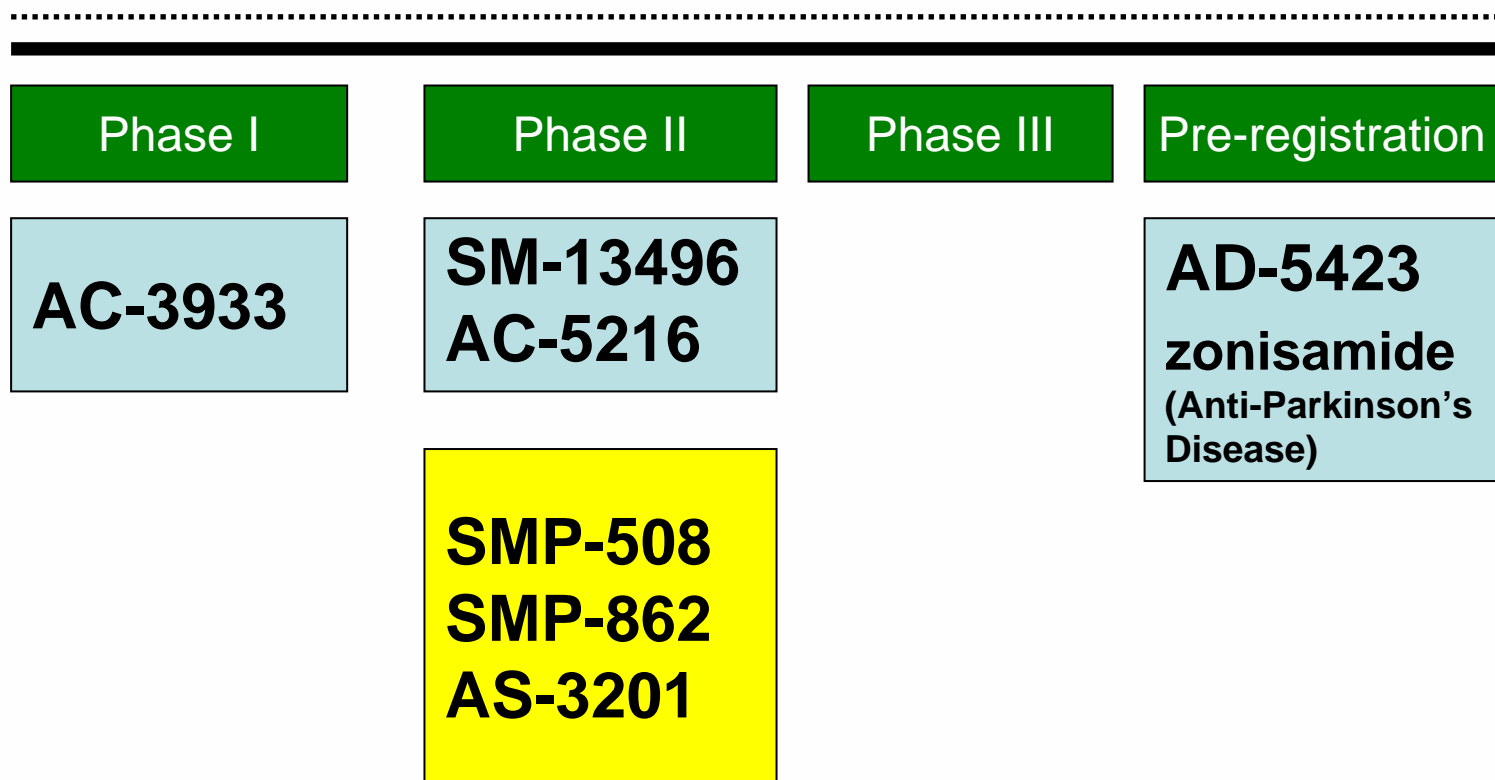 Phase I
Phase II
Phase III
Pre-registration
AC-3933
SM-13496
AC-5216
AD-5423
zonisamide
(Anti-Parkinson’s
Disease)
SMP-508
SMP-862
AS-3201